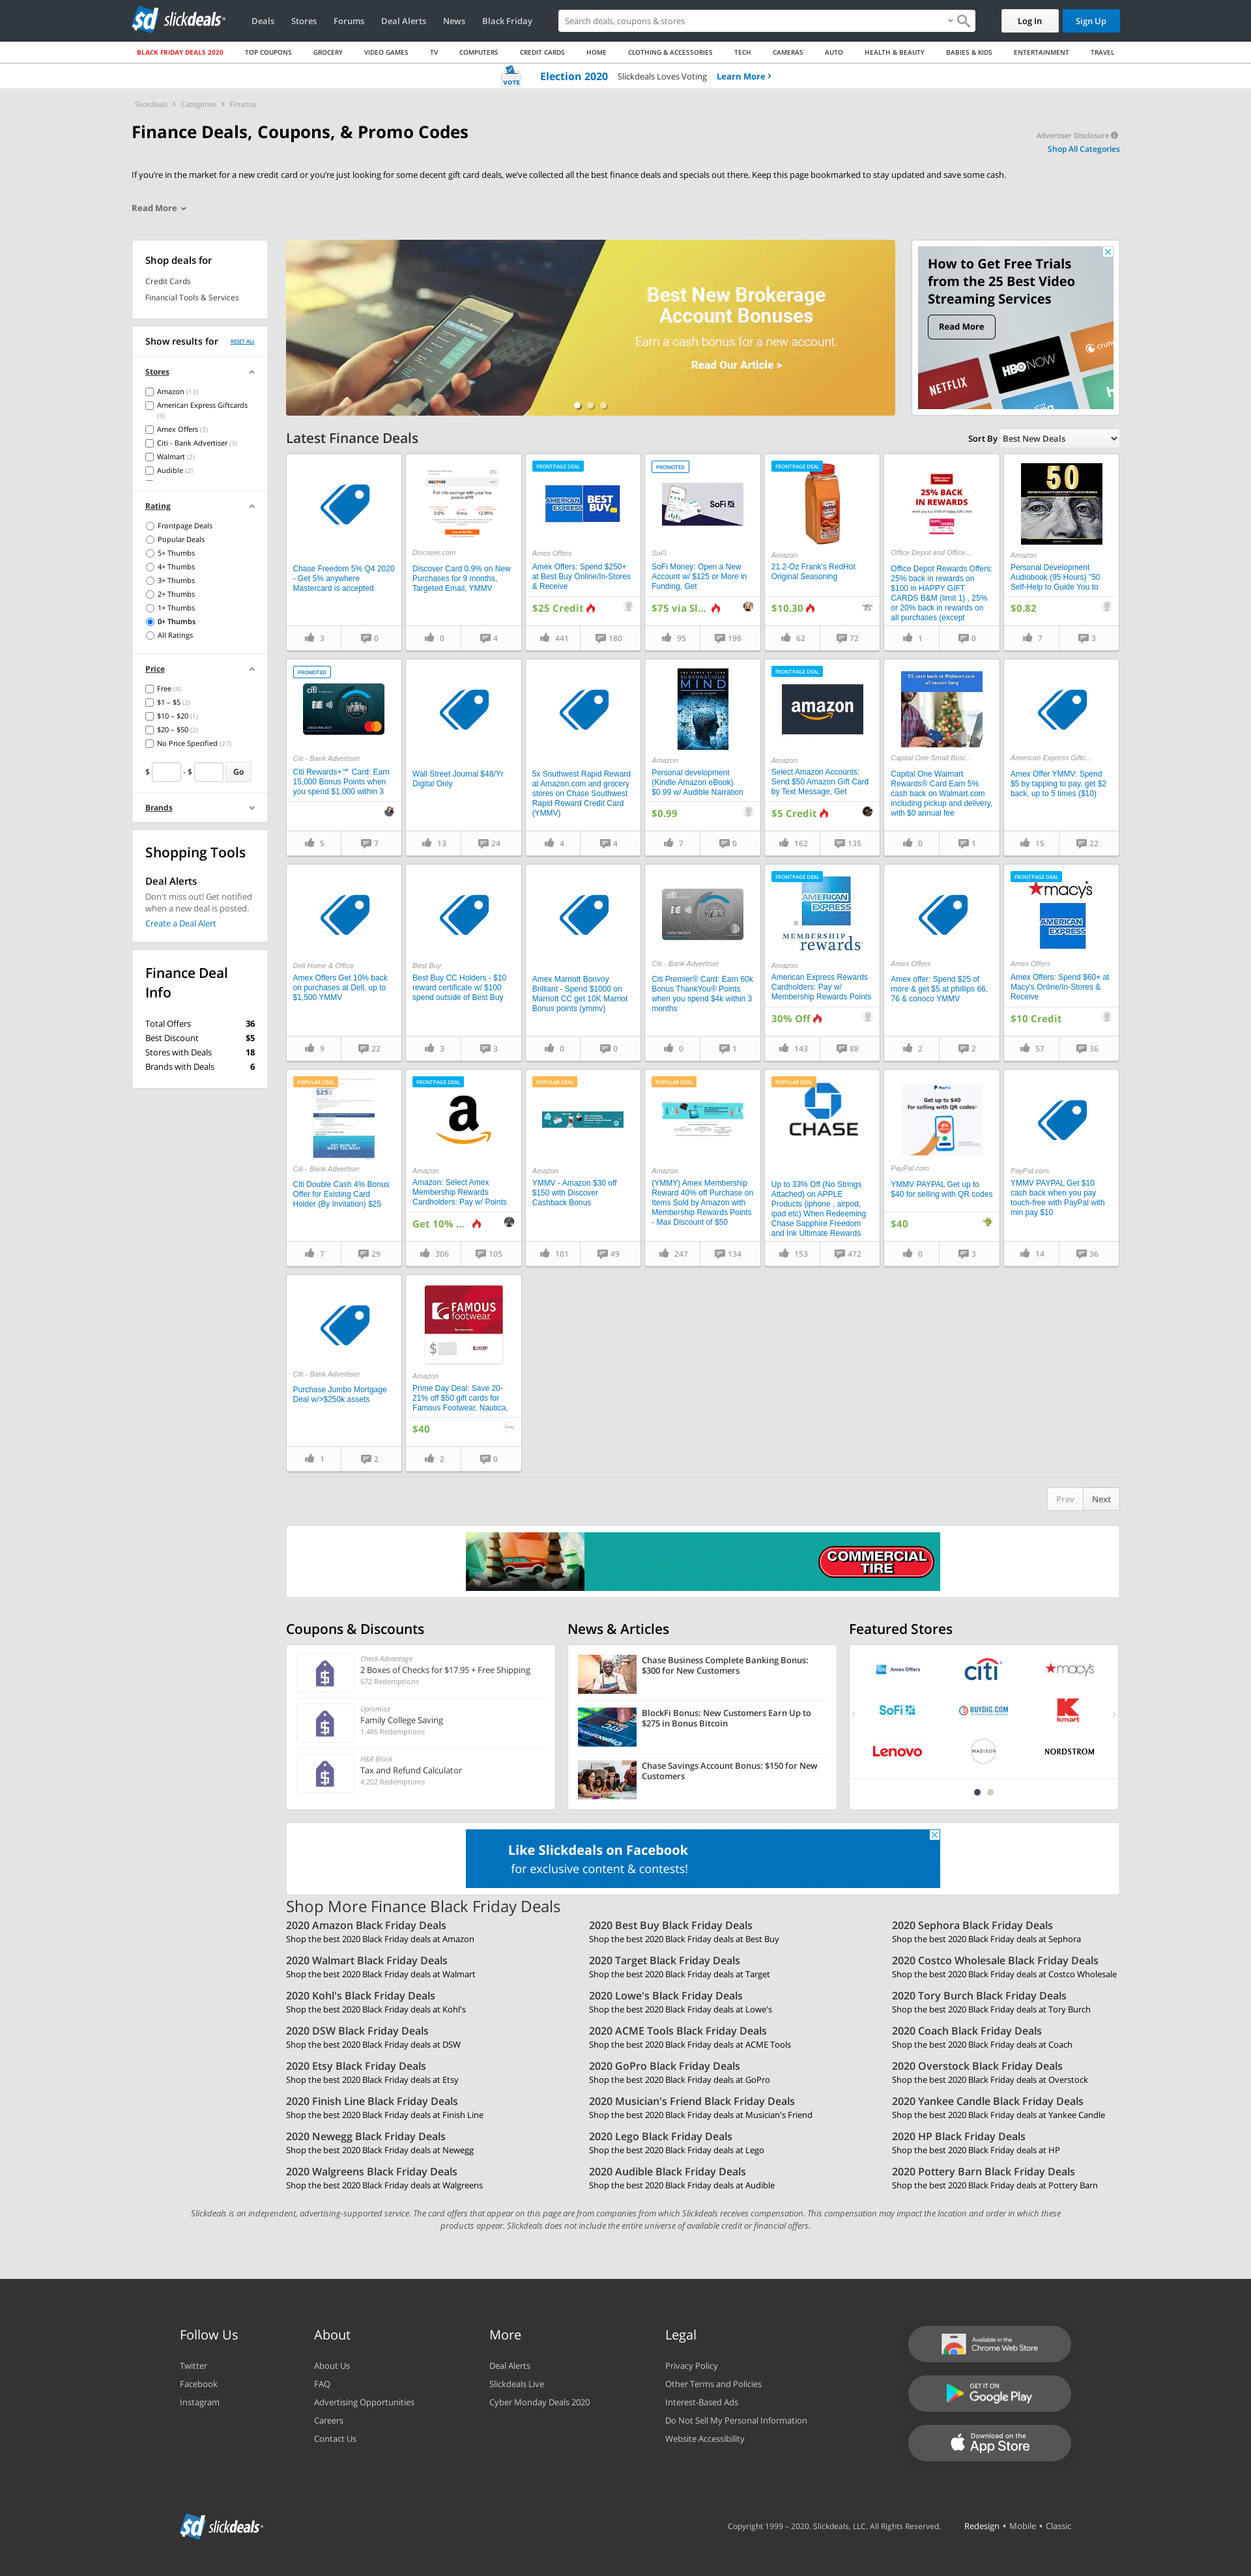 slickdeals
Deals
Stores
Forums
Deal Alerts
News
Black Friday
Search deals, coupons & stores
Log In
Sign Up
BLACK FRIDAY DEALS 2020
TOP COUPONS
GROCERY
VIDEO GAMES
TV
COMPUTERS
CREDIT CARDS
HOME
CLOTHING & ACCESSORIES
TECH
CAMERAS
AUTO
HEALTH & BEAUTY
BABIES & KIDS
ENTERTAINMENT
TRAVEL
VOTE
Election 2020
Slickdeals Loves Voting
Learn More
Slickdeals
Categories
Finance
Finance Deals, Coupons, & Promo Codes
Advertiser Disclosure
Shop All Categories
If you're in the market for a new credit card or you're just looking for some decent gift card deals, we've collected all the best finance deals and specials out there. Keep this page bookmarked to stay updated and save some cash.
Read More
Shop deals for
Credit Cards
Financial Tools & Services
Show results for
RESET ALL
Stores
Amazon (13)
American Express Giftcards
(3)
Amex Offers (3)
Citi - Bank Advertiser (3)
Walmart (2)
Audible (2)
Rating
Frontpage Deals
Popular Deals
5+ Thumbs
4+ Thumbs
3+ Thumbs
2+ Thumbs
1+ Thumbs
0+ Thumbs
All Ratings
Price
Free (4)
$1 – $5 (2)
$10 – $20 (1)
$20 – $50 (2)
No Price Specified (27)
$ - $ Go
Brands
Shopping Tools
Deal Alerts
Don't miss out! Get notified
when a new deal is posted.
Create a Deal Alert
Finance Deal
Info
Total Offers 36
Best Discount $5
Stores with Deals 18
Brands with Deals 6
Best New Brokerage
Account Bonuses
Earn a cash bonus for a new account.
Read Our Article >
How to Get Free Trials
from the 25 Best Video
Streaming Services
Read More
NETFLIX
HBO NOW
Latest Finance Deals
Sort By Best New Deals
Chase Freedom 5% Q4 2020
- Get 5% anywhere
Mastercard is accepted
3 0
Discover.com
Discover Card 0.9% on New
Purchases for 9 months,
Targeted Email, YMMV
0 4
FRONTPAGE DEAL
AMERICAN EXPRESS
BEST BUY
Amex Offers
Amex Offers: Spend $250+
at Best Buy Online/In-Stores
& Receive
$25 Credit
441 180
PROMOTED
SoFi
SoFi
SoFi Money: Open a New
Account w/ $125 or More in
Funding, Get
$75 via Sl...
95 198
FRONTPAGE DEAL
Amazon
21.2-Oz Frank's RedHot
Original Seasoning
$10.30
62 72
25% BACK
IN REWARDS
Office Depot and Office...
Office Depot Rewards Offers:
25% back in rewards on
$100 in HAPPY GIFT
CARDS B&M (limit 1) , 25%
or 20% back in rewards on
all purchases (except
1 0
50
Amazon
Personal Development
Audiobook (95 Hours) "50
Self-Help to Guide You to
$0.82
7 3
PROMOTED
citi
Citi - Bank Advertiser
Citi Rewards+℠ Card: Earn
15,000 Bonus Points when
you spend $1,000 within 3
5 7
Wall Street Journal $48/Yr
Digital Only
13 24
5x Southwest Rapid Reward
at Amazon.com and grocery
stores on Chase Southwest
Rapid Reward Credit Card
(YMMV)
4 4
MIND
Amazon
Personal development
(Kindle Amazon eBook)
$0.99 w/ Audible Narration
$0.99
7 0
FRONTPAGE DEAL
amazon
Amazon
Select Amazon Accounts:
Send $50 Amazon Gift Card
by Text Message, Get
$5 Credit
162 135
5% cash back at Walmart.com
all season long
Capital One Small Busi...
Capital One Walmart
Rewards® Card Earn 5%
cash back on Walmart.com
including pickup and delivery,
with $0 annual fee
0 1
American Express Giftc...
Amex Offer YMMV: Spend
$5 by tapping to pay, get $2
back, up to 5 times ($10)
15 22
Dell Home & Office
Amex Offers Get 10% back
on purchases at Dell, up to
$1,500 YMMV
9 22
Best Buy
Best Buy CC Holders - $10
reward certificate w/ $100
spend outside of Best Buy
3 3
Amex Marriott Bonvoy
Brilliant - Spend $1000 on
Marriott CC get 10K Marriot
Bonus points (ymmv)
0 0
citi
Citi - Bank Advertiser
Citi Premier® Card: Earn 60k
Bonus ThankYou® Points
when you spend $4k within 3
months
0 1
FRONTPAGE DEAL
AMERICAN EXPRESS
MEMBERSHIP rewards
Amazon
American Express Rewards
Cardholders: Pay w/
Membership Rewards Points
30% Off
143 88
Amex Offers
Amex offer: Spend $25 of
more & get $5 at phillips 66,
76 & conoco YMMV
2 2
FRONTPAGE DEAL
macy's
AMERICAN EXPRESS
Amex Offers
Amex Offers: Spend $60+ at
Macy's Online/In-Stores &
Receive
$10 Credit
57 36
POPULAR DEAL
Citi - Bank Advertiser
Citi Double Cash 4% Bonus
Offer for Existing Card
Holder (By Invitation) $25
7 29
FRONTPAGE DEAL
a
Amazon
Amazon: Select Amex
Membership Rewards
Cardholders: Pay w/ Points
Get 10% ...
306 105
POPULAR DEAL
Amazon
YMMV - Amazon $30 off
$150 with Discover
Cashback Bonus
101 49
POPULAR DEAL
Amazon
(YMMY) Amex Membership
Reward 40% off Purchase on
Items Sold by Amazon with
Membership Rewards Points
- Max Discount of $50
247 134
POPULAR DEAL
CHASE
Up to 33% Off (No Strings
Attached) on APPLE
Products (iphone , airpod,
ipad etc) When Redeeming
Chase Sapphire Freedom
and Ink Ultimate Rewards
153 472
PayPal
Get up to $40
for selling with QR codes
PayPal.com
YMMV PAYPAL Get up to
$40 for selling with QR codes
$40
0 3
PayPal.com
YMMV PAYPAL Get $10
cash back when you pay
touch-free with PayPal with
min pay $10
14 36
Citi - Bank Advertiser
Purchase Jumbo Mortgage
Deal w/>$250k assets
1 2
FAMOUS
footwear
Amazon
Prime Day Deal: Save 20-
21% off $50 gift cards for
Famous Footwear, Nautica,
$40
2 0
Prev Next
COMMERCIAL
TIRE
Coupons & Discounts
Check Advantage
2 Boxes of Checks for $17.95 + Free Shipping
572 Redemptions
Upromise
Family College Saving
1,485 Redemptions
H&R Block
Tax and Refund Calculator
4,202 Redemptions
News & Articles
Chase Business Complete Banking Bonus:
$300 for New Customers
BlockFi Bonus: New Customers Earn Up to
$275 in Bonus Bitcoin
Chase Savings Account Bonus: $150 for New
Customers
Featured Stores
Amex Offers
citi
macy's
SoFi
BUYDIG.COM
kmart
Lenovo
MADISON
NORDSTROM
Like Slickdeals on Facebook
for exclusive content & contests!
Shop More Finance Black Friday Deals
2020 Amazon Black Friday Deals
Shop the best 2020 Black Friday deals at Amazon
2020 Best Buy Black Friday Deals
Shop the best 2020 Black Friday deals at Best Buy
2020 Sephora Black Friday Deals
Shop the best 2020 Black Friday deals at Sephora
2020 Walmart Black Friday Deals
Shop the best 2020 Black Friday deals at Walmart
2020 Target Black Friday Deals
Shop the best 2020 Black Friday deals at Target
2020 Costco Wholesale Black Friday Deals
Shop the best 2020 Black Friday deals at Costco Wholesale
2020 Kohl's Black Friday Deals
Shop the best 2020 Black Friday deals at Kohl's
2020 Lowe's Black Friday Deals
Shop the best 2020 Black Friday deals at Lowe's
2020 Tory Burch Black Friday Deals
Shop the best 2020 Black Friday deals at Tory Burch
2020 DSW Black Friday Deals
Shop the best 2020 Black Friday deals at DSW
2020 ACME Tools Black Friday Deals
Shop the best 2020 Black Friday deals at ACME Tools
2020 Coach Black Friday Deals
Shop the best 2020 Black Friday deals at Coach
2020 Etsy Black Friday Deals
Shop the best 2020 Black Friday deals at Etsy
2020 GoPro Black Friday Deals
Shop the best 2020 Black Friday deals at GoPro
2020 Overstock Black Friday Deals
Shop the best 2020 Black Friday deals at Overstock
2020 Finish Line Black Friday Deals
Shop the best 2020 Black Friday deals at Finish Line
2020 Musician's Friend Black Friday Deals
Shop the best 2020 Black Friday deals at Musician's Friend
2020 Yankee Candle Black Friday Deals
Shop the best 2020 Black Friday deals at Yankee Candle
2020 Newegg Black Friday Deals
Shop the best 2020 Black Friday deals at Newegg
2020 Lego Black Friday Deals
Shop the best 2020 Black Friday deals at Lego
2020 HP Black Friday Deals
Shop the best 2020 Black Friday deals at HP
2020 Walgreens Black Friday Deals
Shop the best 2020 Black Friday deals at Walgreens
2020 Audible Black Friday Deals
Shop the best 2020 Black Friday deals at Audible
2020 Pottery Barn Black Friday Deals
Shop the best 2020 Black Friday deals at Pottery Barn
Slickdeals is an independent, advertising-supported service. The card offers that appear on this page are from companies from which Slickdeals receives compensation. This compensation may impact the location and order in which these
products appear. Slickdeals does not include the entire universe of available credit or financial offers.
Follow Us
Twitter
Facebook
Instagram
About
About Us
FAQ
Advertising Opportunities
Careers
Contact Us
More
Deal Alerts
Slickdeals Live
Cyber Monday Deals 2020
Legal
Privacy Policy
Other Terms and Policies
Interest-Based Ads
Do Not Sell My Personal Information
Website Accessibility
Available in the
Chrome Web Store
GET IT ON
Google Play
Download on the
App Store
slickdeals
Copyright 1999 – 2020. Slickdeals, LLC. All Rights Reserved.
Redesign • Mobile • Classic